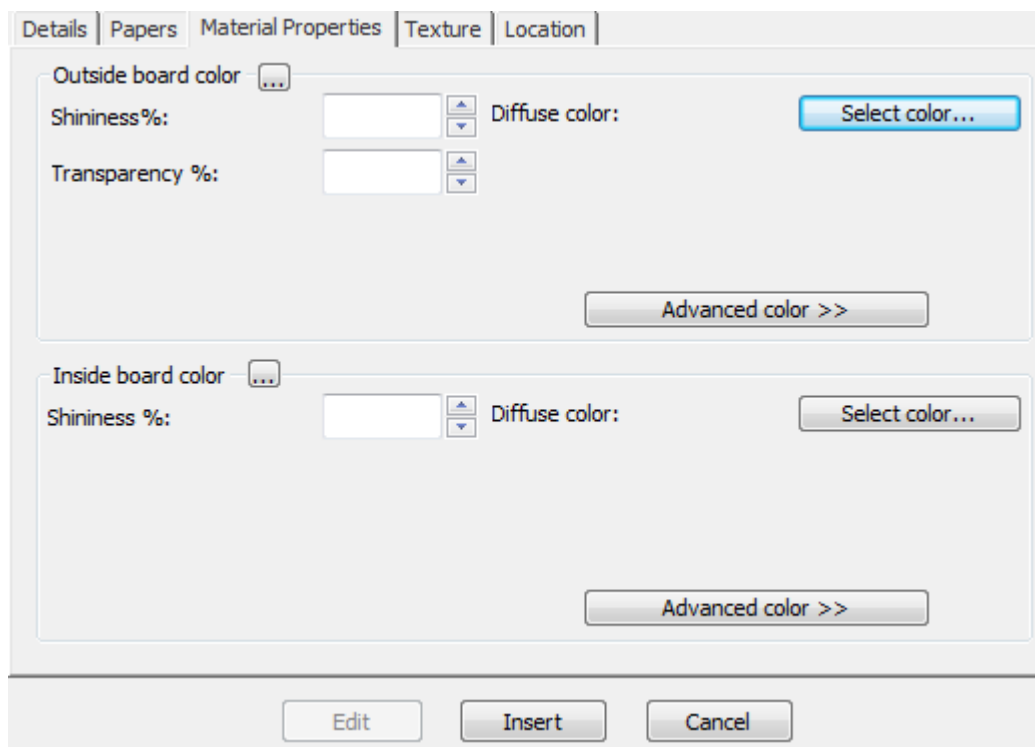 Details Papers Material Properties Texture Location
Outside board color ...
Shininess%: Diffuse color: Select color...
Transparency %:
Advanced color >>
Inside board color ...
Shininess %: Diffuse color: Select color...
Advanced color >>
Edit Insert Cancel